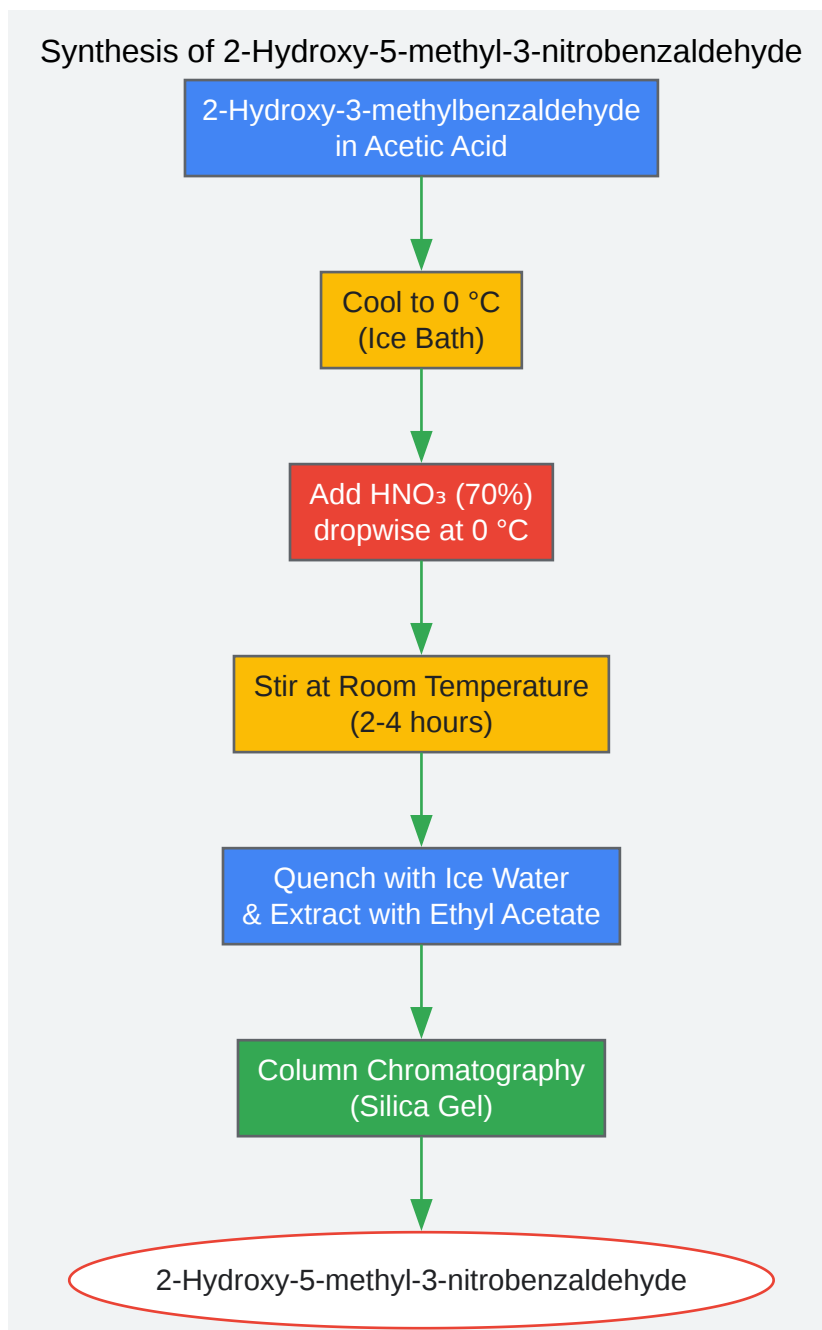 Synthesis of 2-Hydroxy-5-methyl-3-nitrobenzaldehyde
2-Hydroxy-3-methylbenzaldehyde
in Acetic Acid
Cool to 0 °C
(Ice Bath)
Add HNO₃ (70%)
dropwise at 0 °C
Stir at Room Temperature
(2-4 hours)
Quench with Ice Water
& Extract with Ethyl Acetate
Column Chromatography
(Silica Gel)
2-Hydroxy-5-methyl-3-nitrobenzaldehyde